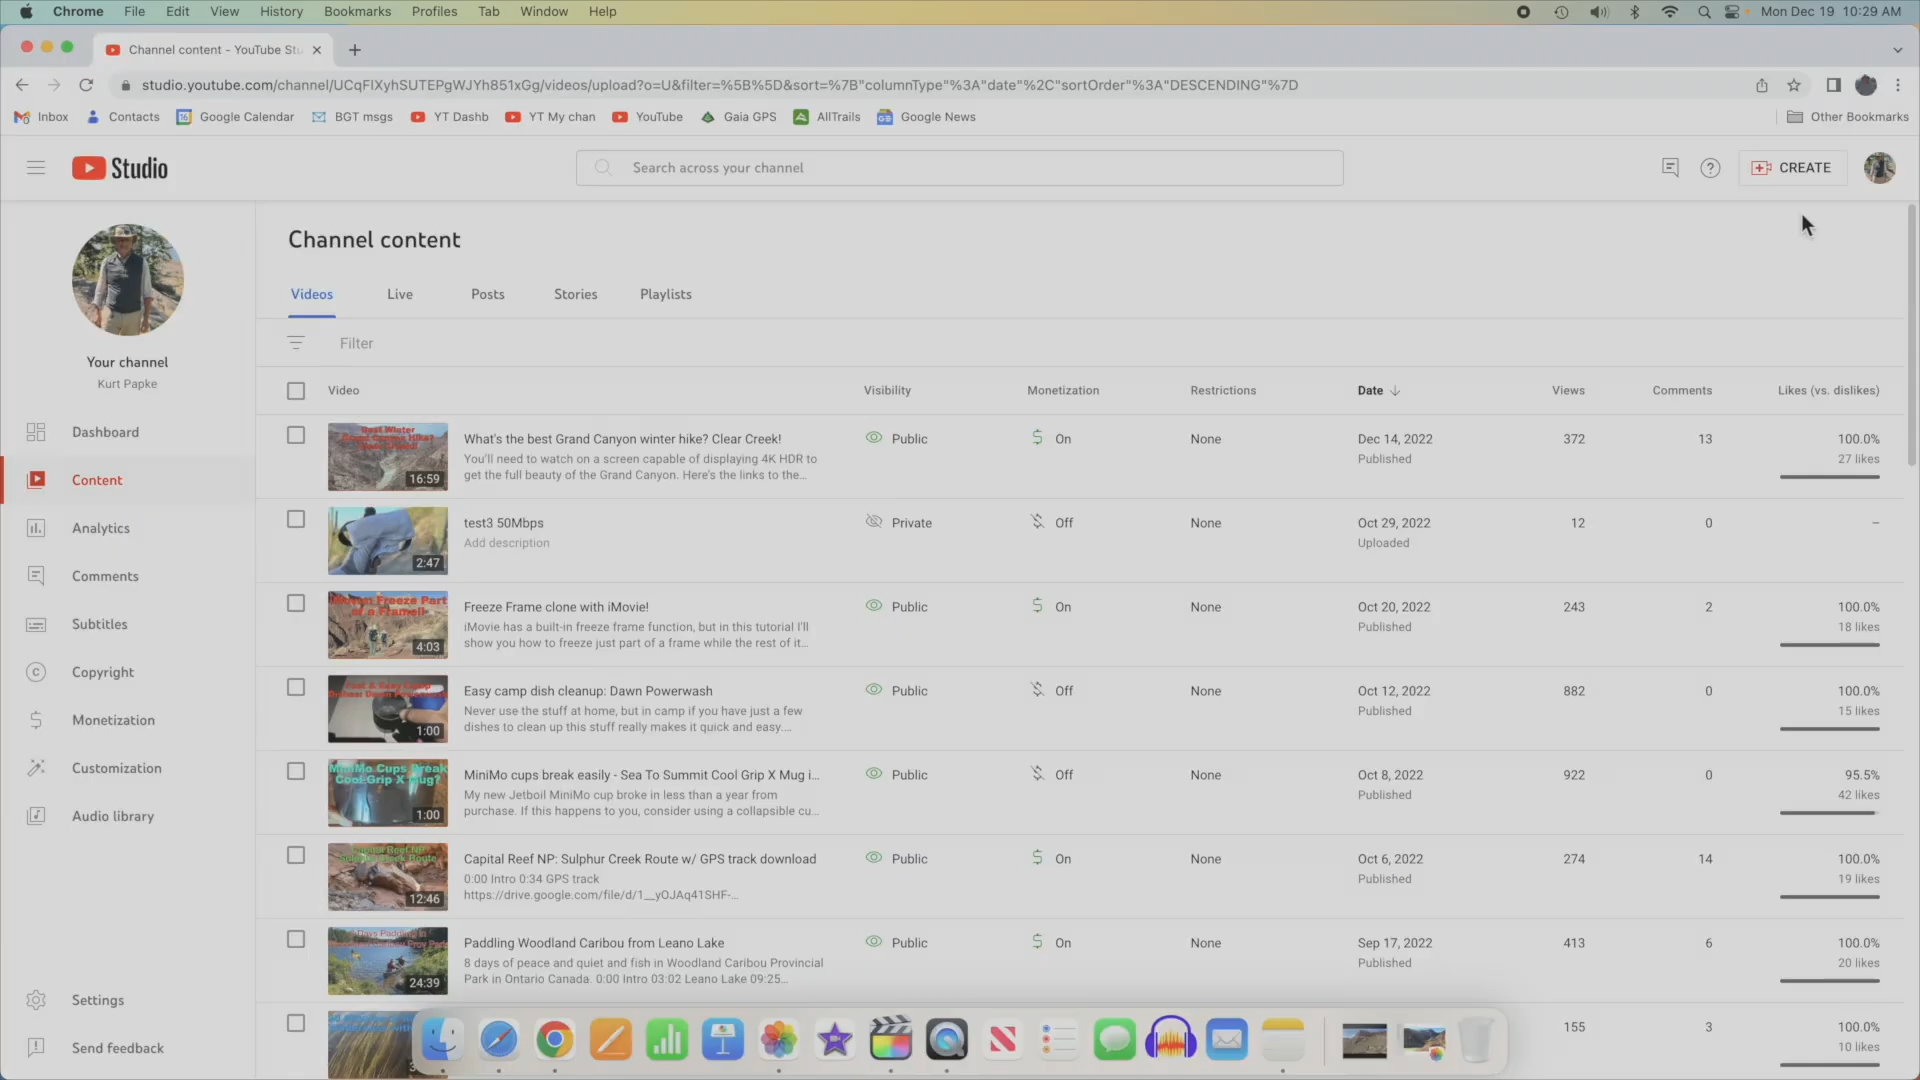 Chrome File Edit View History Bookmarks Profiles Tab Window Help Mon Dec 19 10:29 AM
Channel content - YouTube Stu
studio.youtube.com/channel/UCqFIXyhSUTEPgWJYh851xGg/videos/upload?o=U&filter=%5B%5D&sort=%7B"columnType"%3A"date"%2C"sortOrder"%3A"DESCENDING"%7D
Inbox Contacts Google Calendar BGT msgs YT Dashb YT My chan YouTube Gaia GPS AllTrails Google News Other Bookmarks
Studio Search across your channel CREATE
Channel content
Videos Live Posts Stories Playlists
Your channel
Kurt Papke
Filter
Dashboard
Content
Analytics
Comments
Subtitles
Copyright
Monetization
Customization
Audio library
Settings
Send feedback
Video Visibility Monetization Restrictions Date Views Comments Likes (vs. dislikes)
What's the best Grand Canyon winter hike? Clear Creek! Public On None Dec 14, 2022 372 13 100.0%
You'll need to watch on a screen capable of displaying 4K HDR to Published 27 likes
get the full beauty of the Grand Canyon. Here's the links to the...
16:59
test3 50Mbps Private Off None Oct 29, 2022 12 0 –
Add description Uploaded
2:47
Freeze Frame clone with iMovie! Public On None Oct 20, 2022 243 2 100.0%
iMovie has a built-in freeze frame function, but in this tutorial I'll Published 18 likes
show you how to freeze just part of a frame while the rest of it...
4:03
Easy camp dish cleanup: Dawn Powerwash Public Off None Oct 12, 2022 882 0 100.0%
Never use the stuff at home, but in camp if you have just a few Published 15 likes
dishes to clean up this stuff really makes it quick and easy....
1:00
MiniMo Cups Break
Cool Grip X Mug?
MiniMo cups break easily - Sea To Summit Cool Grip X Mug i... Public Off None Oct 8, 2022 922 0 95.5%
My new Jetboil MiniMo cup broke in less than a year from Published 42 likes
purchase. If this happens to you, consider using a collapsible cu...
1:00
Capital Reef NP: Sulphur Creek Route w/ GPS track download Public On None Oct 6, 2022 274 14 100.0%
0:00 Intro 0:34 GPS track Published 19 likes
https://drive.google.com/file/d/1__yOJAq41SHF-...
12:46
Paddling Woodland Caribou from Leano Lake Public On None Sep 17, 2022 413 6 100.0%
8 days of peace and quiet and fish in Woodland Caribou Provincial Published 20 likes
Park in Ontario Canada. 0:00 Intro 03:02 Leano Lake 09:25...
24:39
155 3 100.0%
10 likes